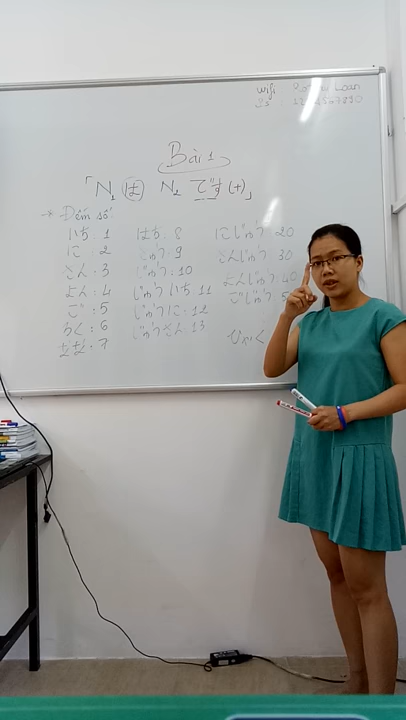 wifi
Bài 1
「N₁ は N₂ です (+)」
* Đếm số:
いち : 1
に : 2
さん : 3
よん : 4
ご : 5
ろく : 6
なな : 7
はち : 8
: 9
じゅう : 10
じゅういち 11
じゅうに : 12
じゅうさん : 13
にじゅう 20
さんじゅう 30
よんじゅう : 40
ごじゅう
ひゃく